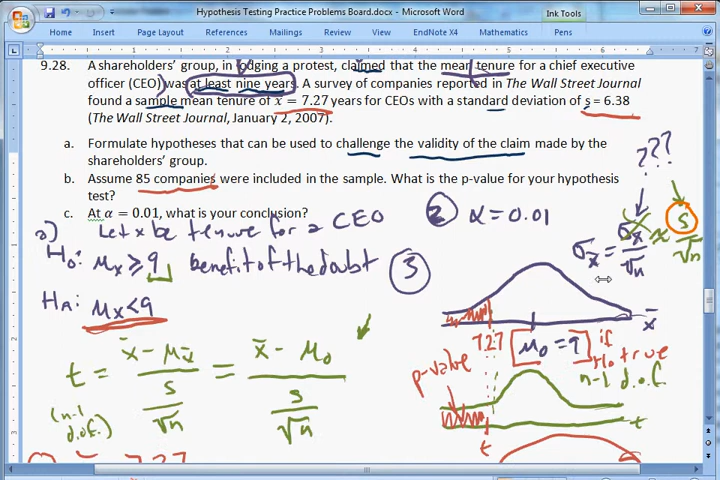 Hypothesis Testing Practice Problems Board.docx - Microsoft Word
Ink Tools
Home
Insert
Page Layout
References
Mailings
Review
View
EndNote X4
Mathematics
Pens
9.28. A shareholders' group, in lodging a protest, claimed that the mean tenure for a chief executive
officer (CEO) was at least nine years. A survey of companies reported in The Wall Street Journal
found a sample mean tenure of x̄ = 7.27 years for CEOs with a standard deviation of s = 6.38
(The Wall Street Journal, January 2, 2007).
a. Formulate hypotheses that can be used to challenge the validity of the claim made by the
shareholders' group.
b. Assume 85 companies were included in the sample. What is the p-value for your hypothesis
test?
c. At α = 0.01, what is your conclusion?
???
a) Let x be tenure for a CEO
② α = 0.01
H₀: μₓ ≥ 9 benefit of the doubt
③
σx̄ = σₓ/√n ≈ s/√n
Hᴀ: μₓ < 9
x̄
7.27 μ₀ = 9 if H₀ true
p-value
n-1 d.o.f.
t = (x̄ - μx̄)/(s/√n) = (x̄ - μ₀)/(s/√n)
(n-1 d.o.f.)
t
t
7.27